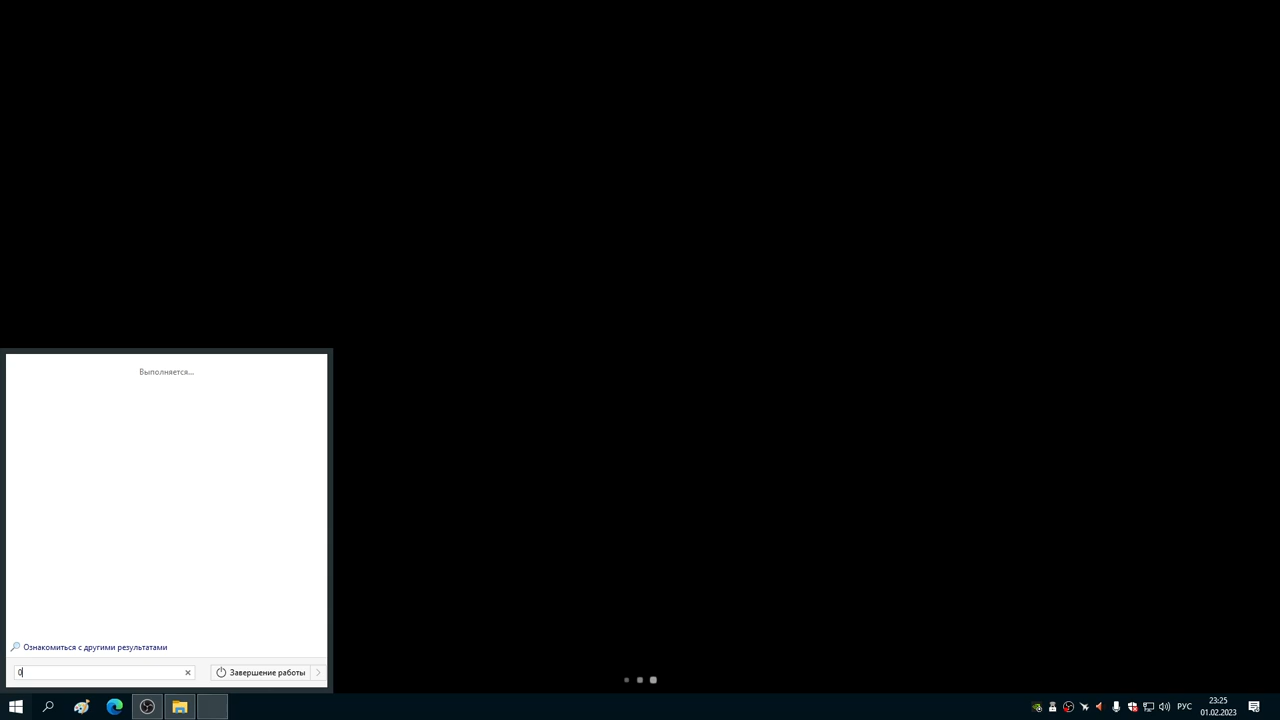 Выполняется...
Ознакомиться с другими результатами
0
Завершение работы
РУС
23:25
01.02.2023